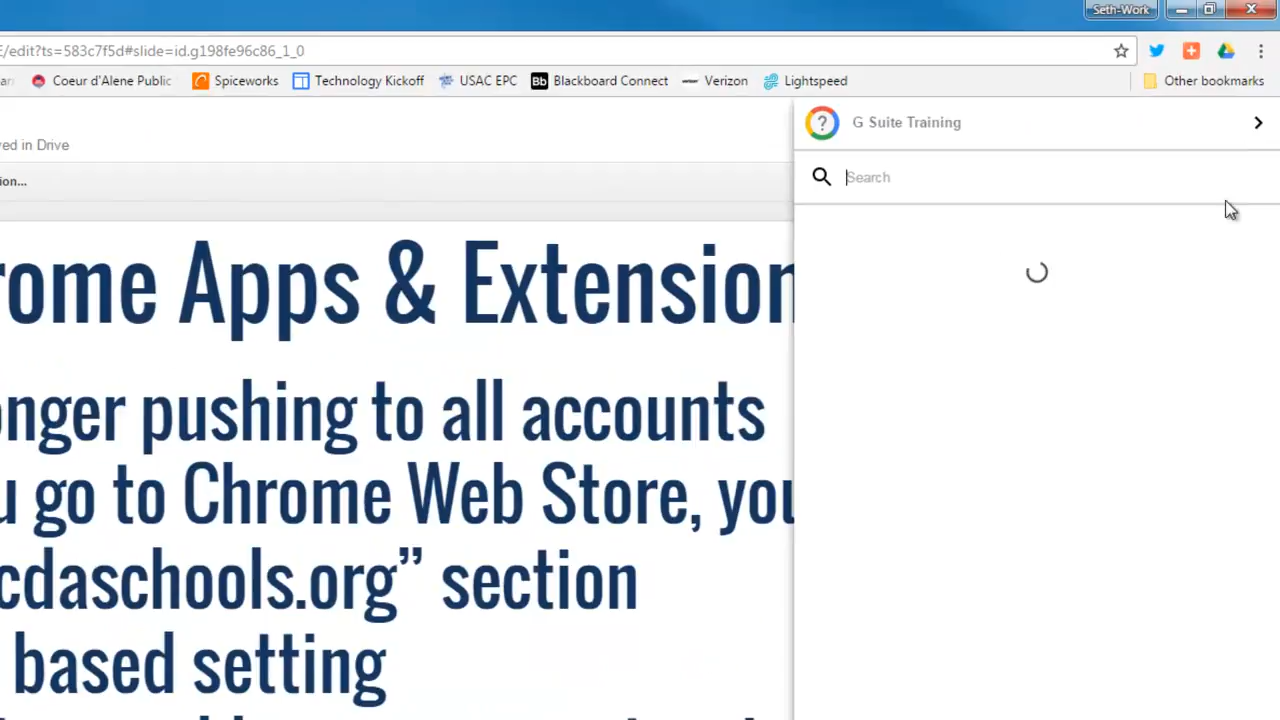 Seth-Work
E/edit?ts=583c7f5d#slide=id.g198fe96c86_1_0
Coeur d'Alene Public
Spiceworks
Technology Kickoff
USAC EPC
Bb Blackboard Connect
Verizon
Lightspeed
Other bookmarks
? G Suite Training
ed in Drive
Search
ion...
rome Apps & Extension
onger pushing to all accounts
u go to Chrome Web Store, you
cdaschools.org” section
based setting